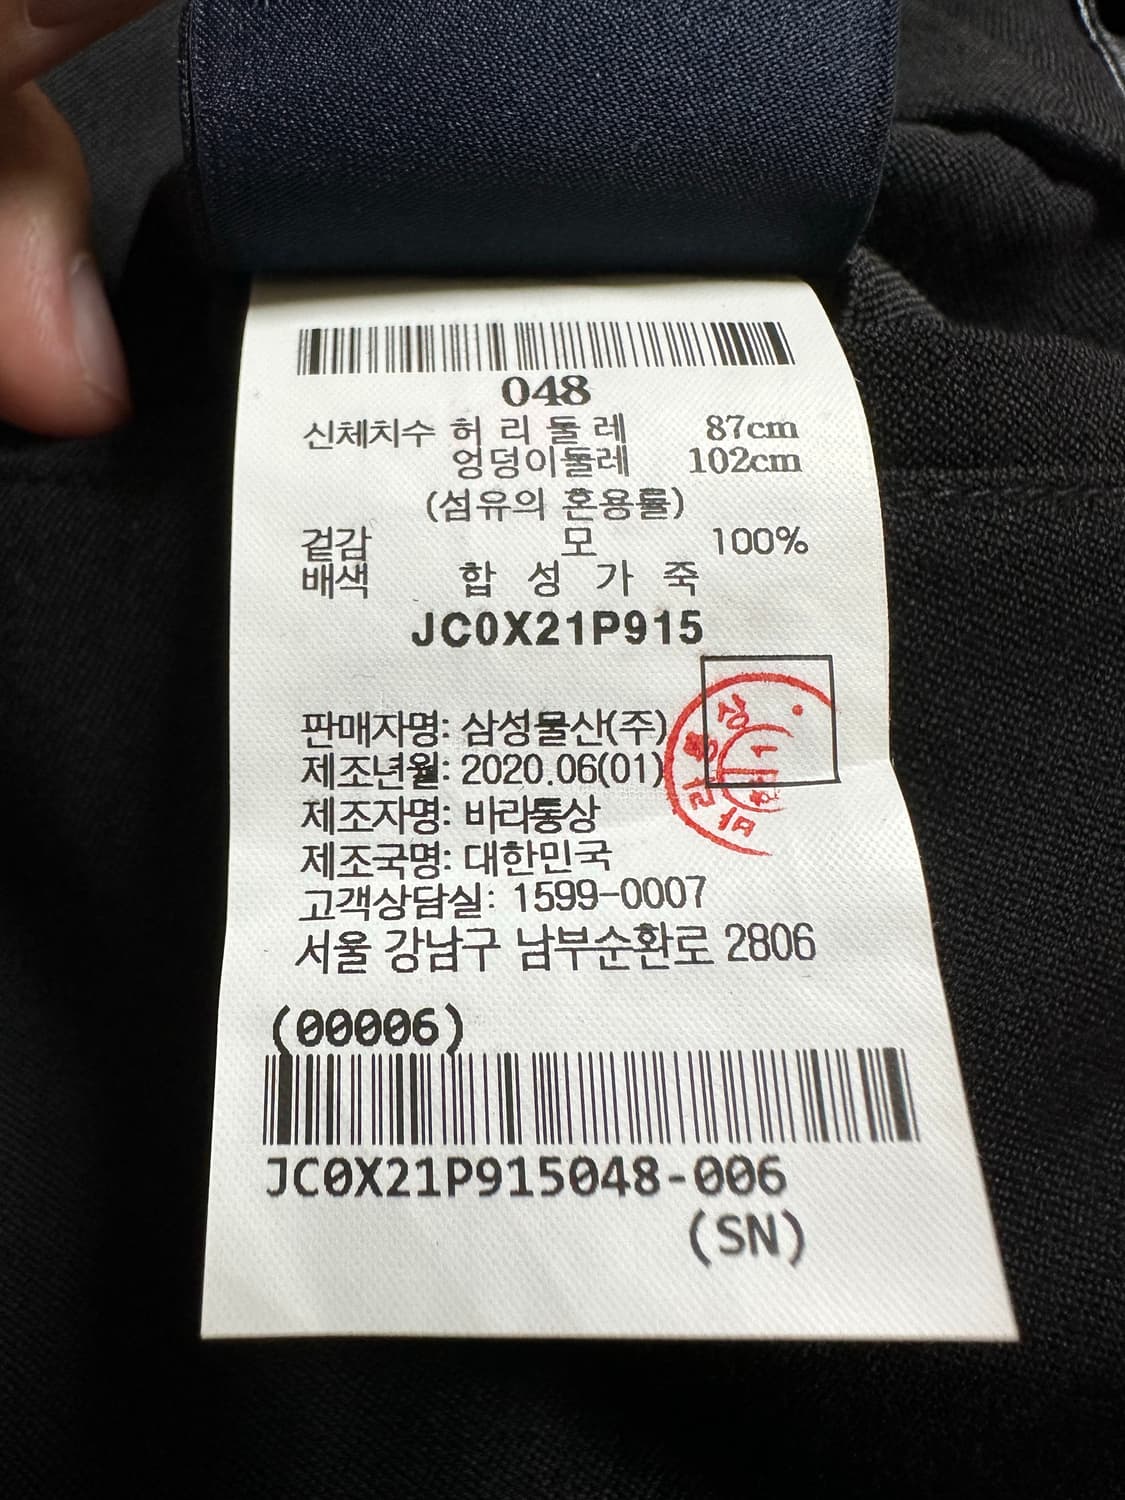 048
신체치수 허리둘레 87cm
엉덩이둘레 102cm
(섬유의 혼용률)
겉감 모 100%
배색 합성가죽
JC0X21P915
판매자명: 삼성물산(주)
제조년월: 2020.06(01)
제조자명: 바라통상
제조국명: 대한민국
고객상담실: 1599-0007
서울 강남구 남부순환로 2806
(00006)
JC0X21P915048-006
(SN)